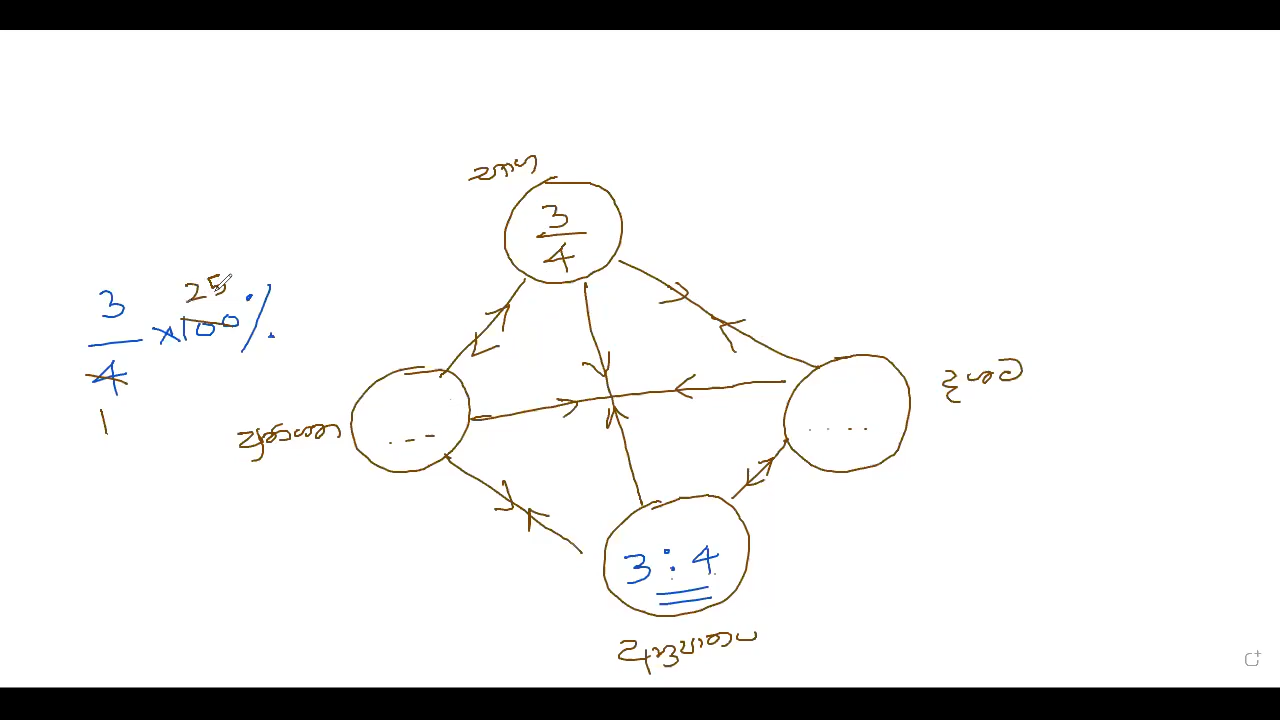 භාග
3
4
3
4
1
× 100 %
25
ප්‍රතිශත
- - -
. . . .
දශම
3 : 4
අනුපාත